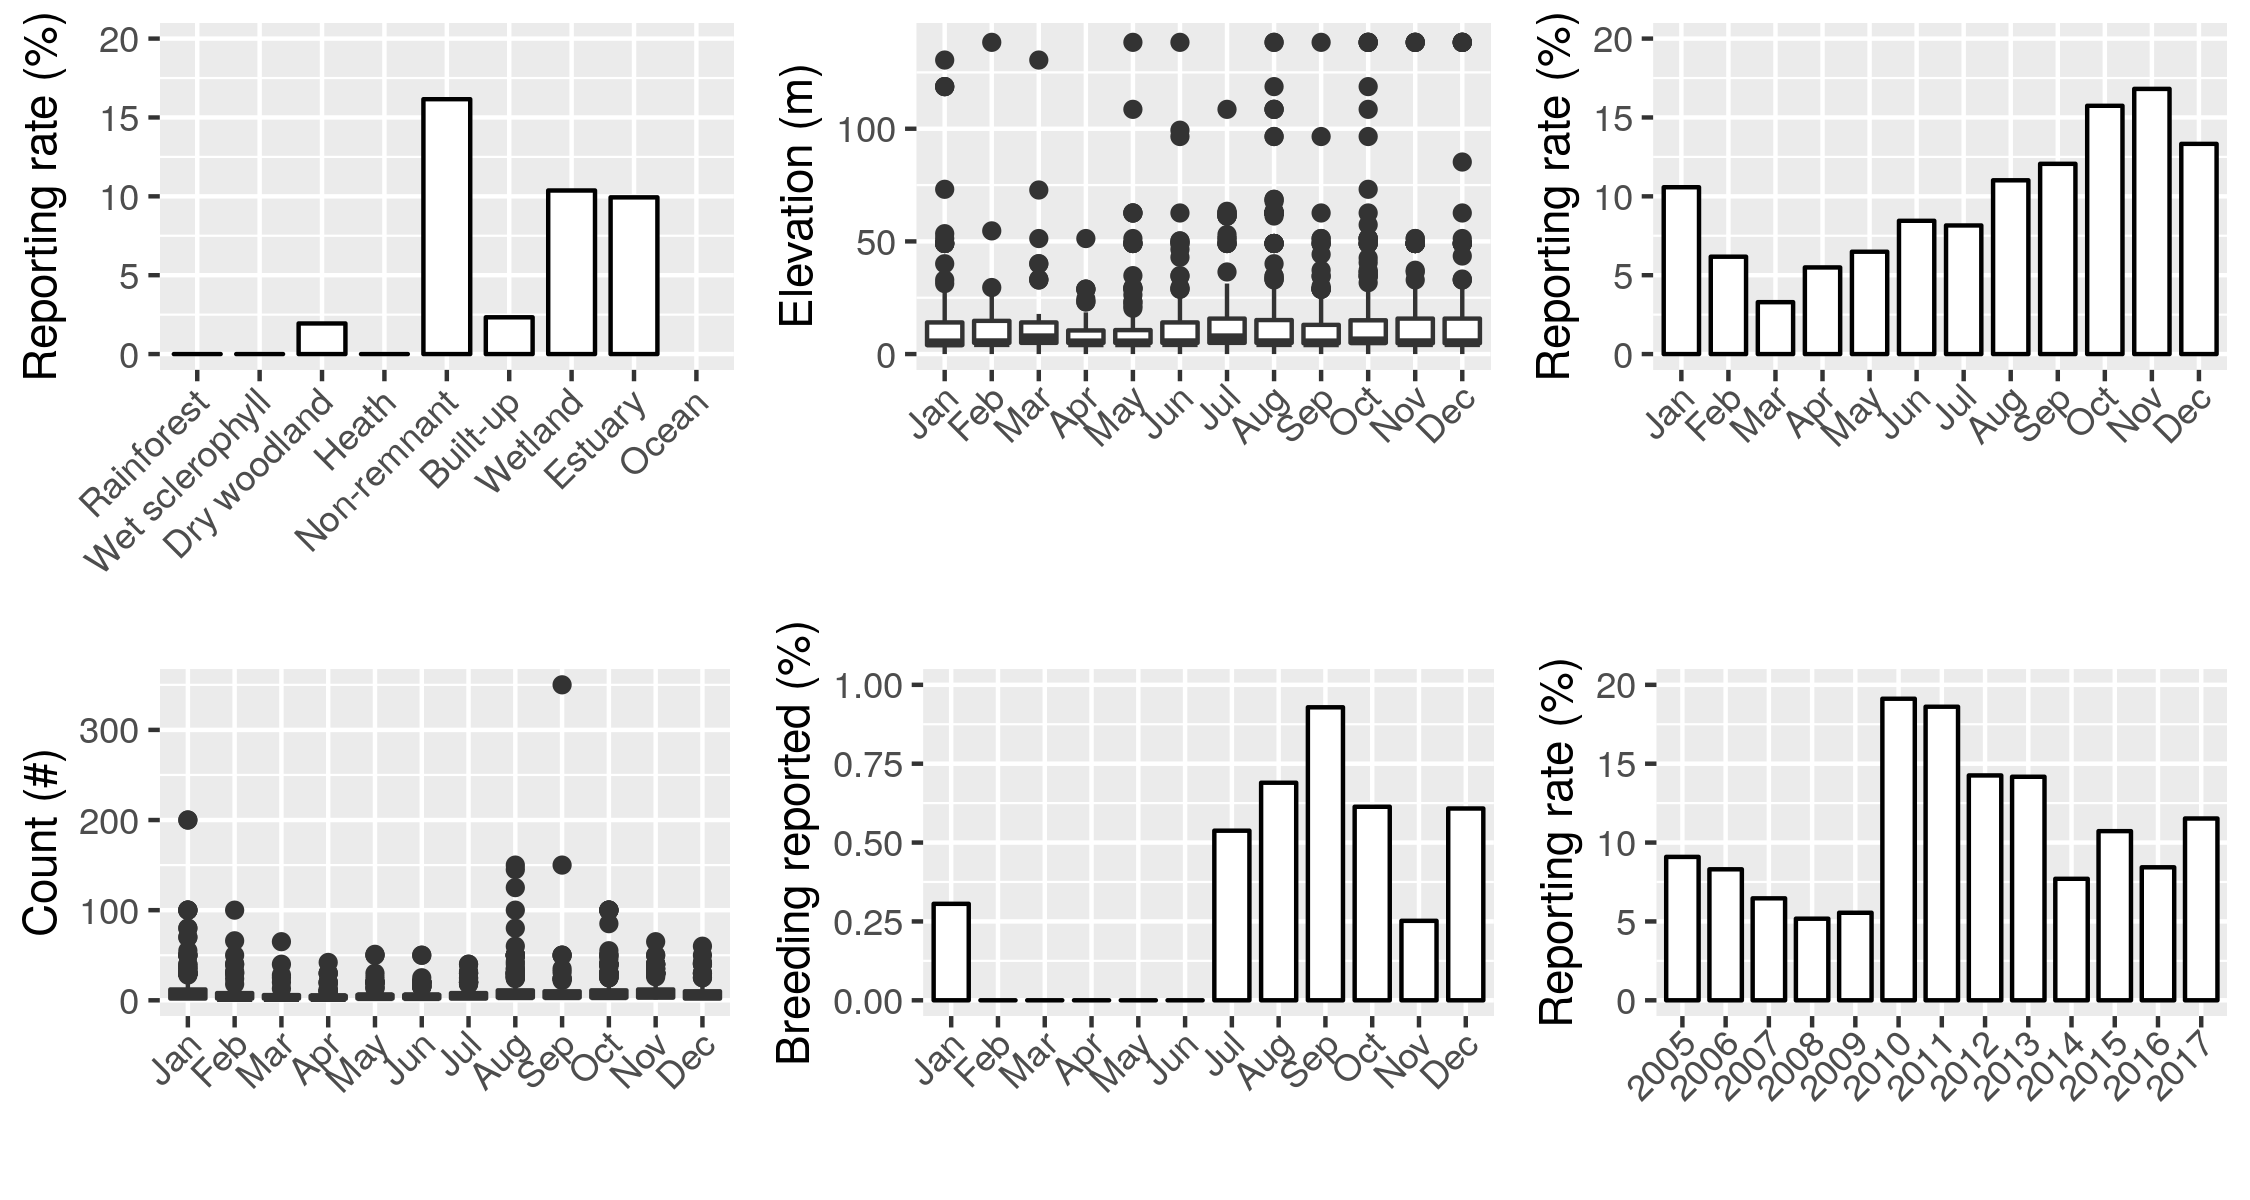 Reporting rate (%)
20
15
10
5
0
Rainforest
Wet sclerophyll
Dry woodland
Heath
Non-remnant
Built-up
Wetland
Estuary
Ocean
Elevation (m)
100
50
0
Jan
Feb
Mar
Apr
May
Jun
Jul
Aug
Sep
Oct
Nov
Dec
Reporting rate (%)
20
15
10
5
0
Jan
Feb
Mar
Apr
May
Jun
Jul
Aug
Sep
Oct
Nov
Dec
Count (#)
300
200
100
0
Jan
Feb
Mar
Apr
May
Jun
Jul
Aug
Sep
Oct
Nov
Dec
Breeding reported (%)
1.00
0.75
0.50
0.25
0.00
Jan
Feb
Mar
Apr
May
Jun
Jul
Aug
Sep
Oct
Nov
Dec
Reporting rate (%)
20
15
10
5
0
2005
2006
2007
2008
2009
2010
2011
2012
2013
2014
2015
2016
2017